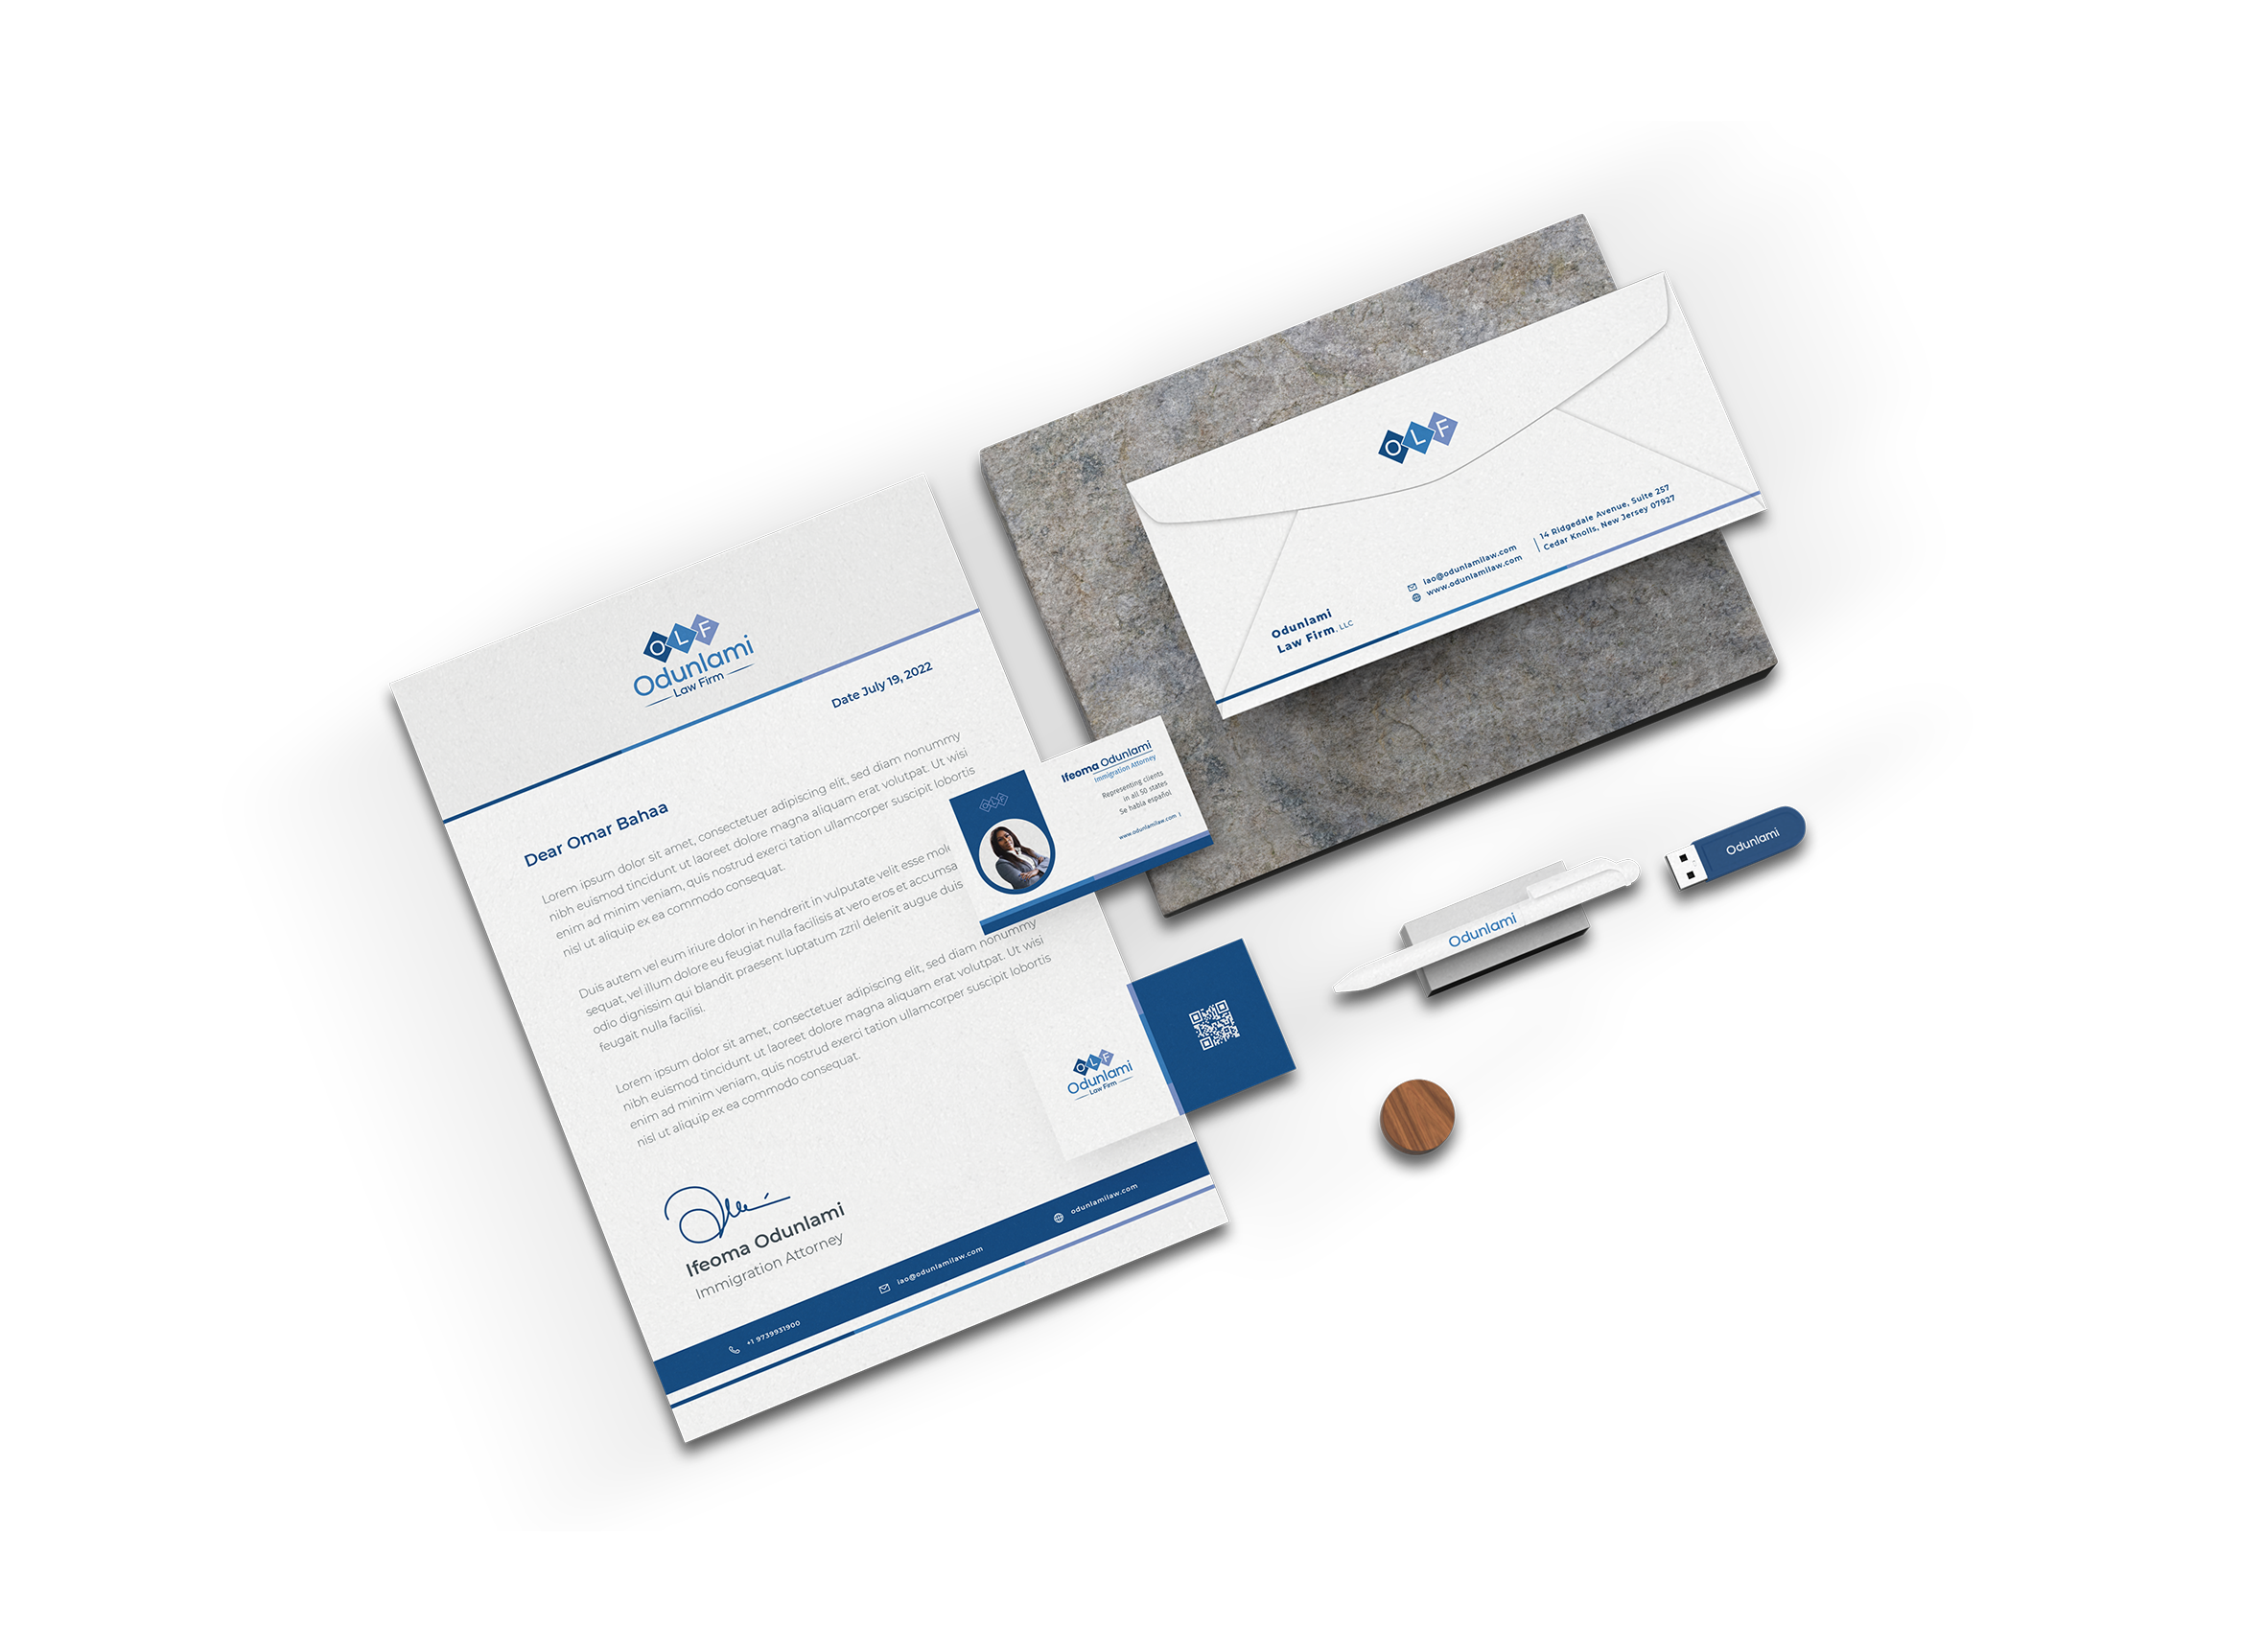 O L F
Odunlami
Law Firm
Date July 19, 2022
Dear Omar Bahaa
Lorem ipsum dolor sit amet, consectetuer adipiscing elit, sed diam nonummy
nibh euismod tincidunt ut laoreet dolore magna aliquam erat volutpat. Ut wisi
enim ad minim veniam, quis nostrud exerci tation ullamcorper suscipit lobortis
nisl ut aliquip ex ea commodo consequat.
Duis autem vel eum iriure dolor in hendrerit in vulputate velit esse
sequat, vel illum dolore eu feugiat nulla facilisis at vero eros et accumsa
odio dignissim qui blandit praesent luptatum zzril delenit augue duis
feugait nulla facilisi.
Lorem ipsum dolor sit amet, consectetuer adipiscing elit, sed diam nonummy
nibh euismod tincidunt ut laoreet dolore magna aliquam erat volutpat. Ut wisi
enim ad minim veniam, quis nostrud exerci tation ullamcorper suscipit lobortis
nisl ut aliquip ex ea commodo consequat.
Ifeoma Odunlami
Immigration Attorney
+1 9739931900
iao@odunlamilaw.com
odunlamilaw.com
O L F
Ifeoma Odunlami
Immigration Attorney
Representing clients
in all 50 states
Se habla español
www.odunlamilaw.com
O L F
Odunlami
Law Firm
O L F
Odunlami
Law Firm, LLC
iao@odunlamilaw.com
www.odunlamilaw.com
14 Ridgedale Avenue, Suite 257
Cedar Knolls, New Jersey 07927
Odunlami
Odunlami